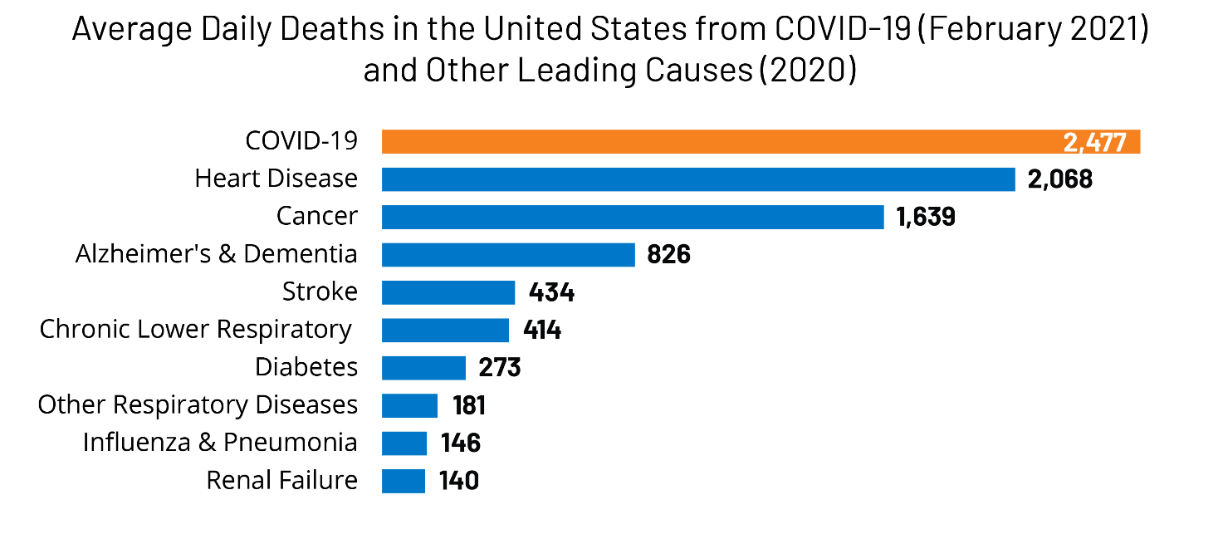 Average Daily Deaths in the United States from COVID-19 (February 2021)
and Other Leading Causes (2020)
COVID-19 2,477
Heart Disease 2,068
Cancer 1,639
Alzheimer's & Dementia 826
Stroke 434
Chronic Lower Respiratory 414
Diabetes 273
Other Respiratory Diseases 181
Influenza & Pneumonia 146
Renal Failure 140